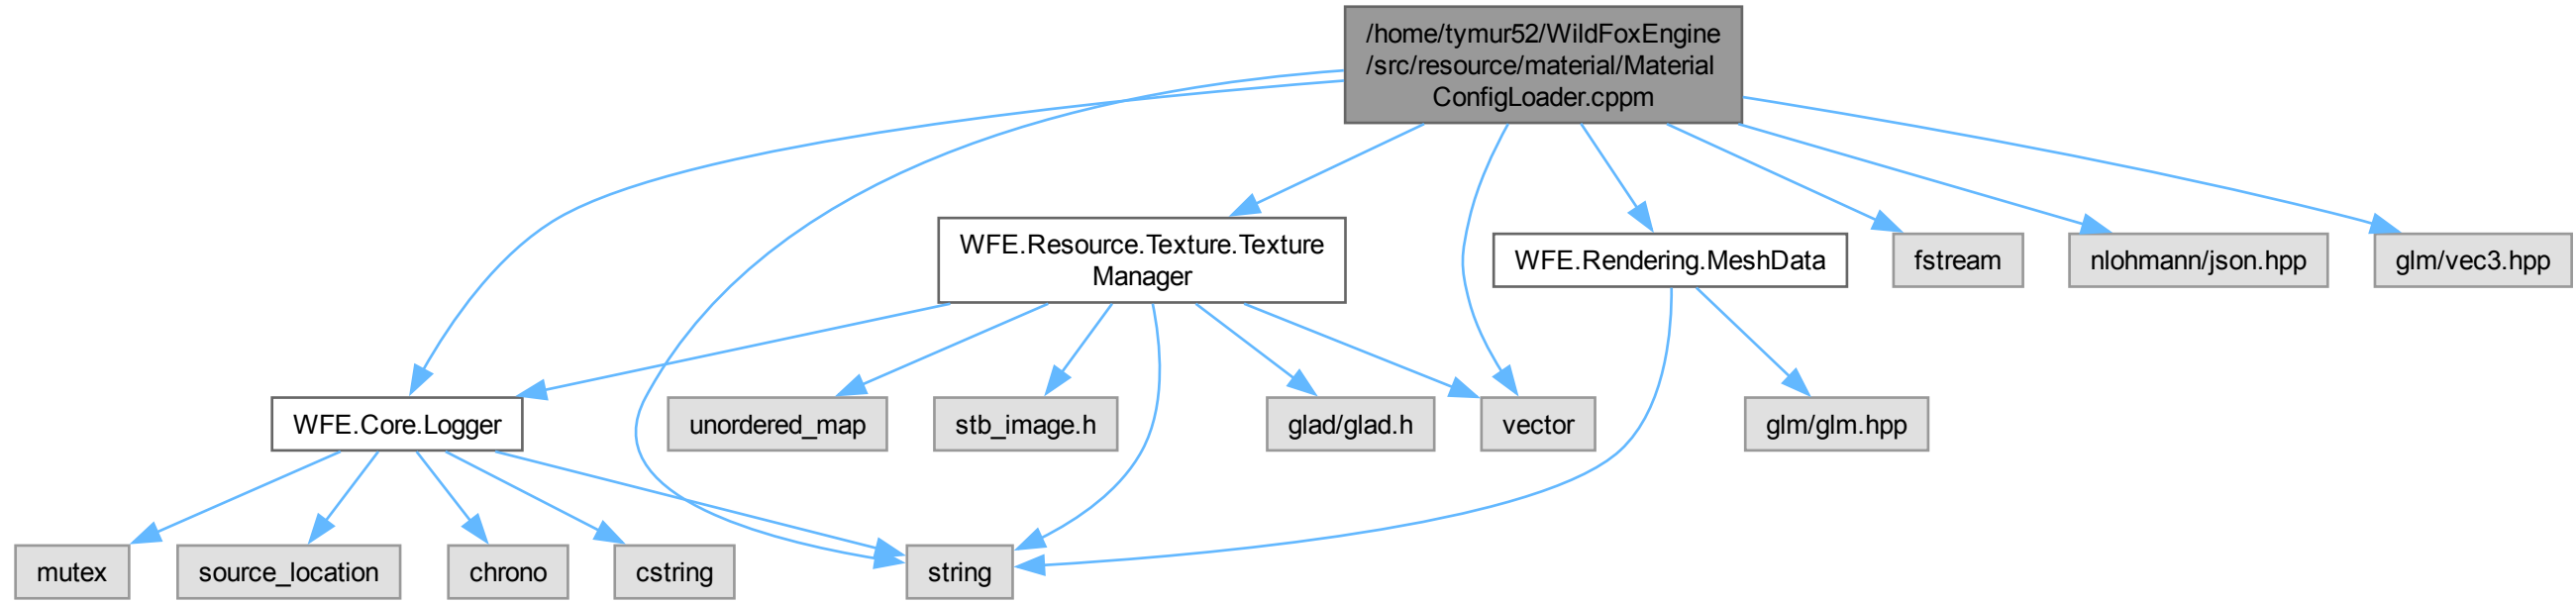 /home/tymur52/WildFoxEngine
/src/resource/material/Material
ConfigLoader.cppm
WFE.Resource.Texture.Texture
Manager
WFE.Rendering.MeshData
fstream
nlohmann/json.hpp
glm/vec3.hpp
WFE.Core.Logger
unordered_map
stb_image.h
glad/glad.h
vector
glm/glm.hpp
mutex
source_location
chrono
cstring
string